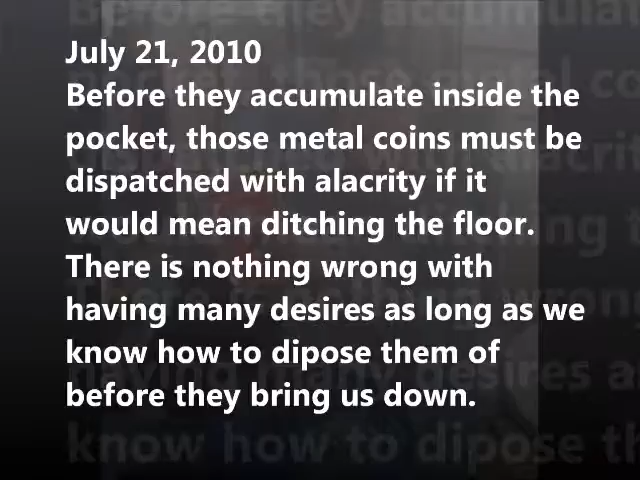 July 21, 2010
Before they accumulate inside the
pocket, those metal coins must be
dispatched with alacrity if it
would mean ditching the floor.
There is nothing wrong with
having many desires as long as we
know how to dipose them of
before they bring us down.